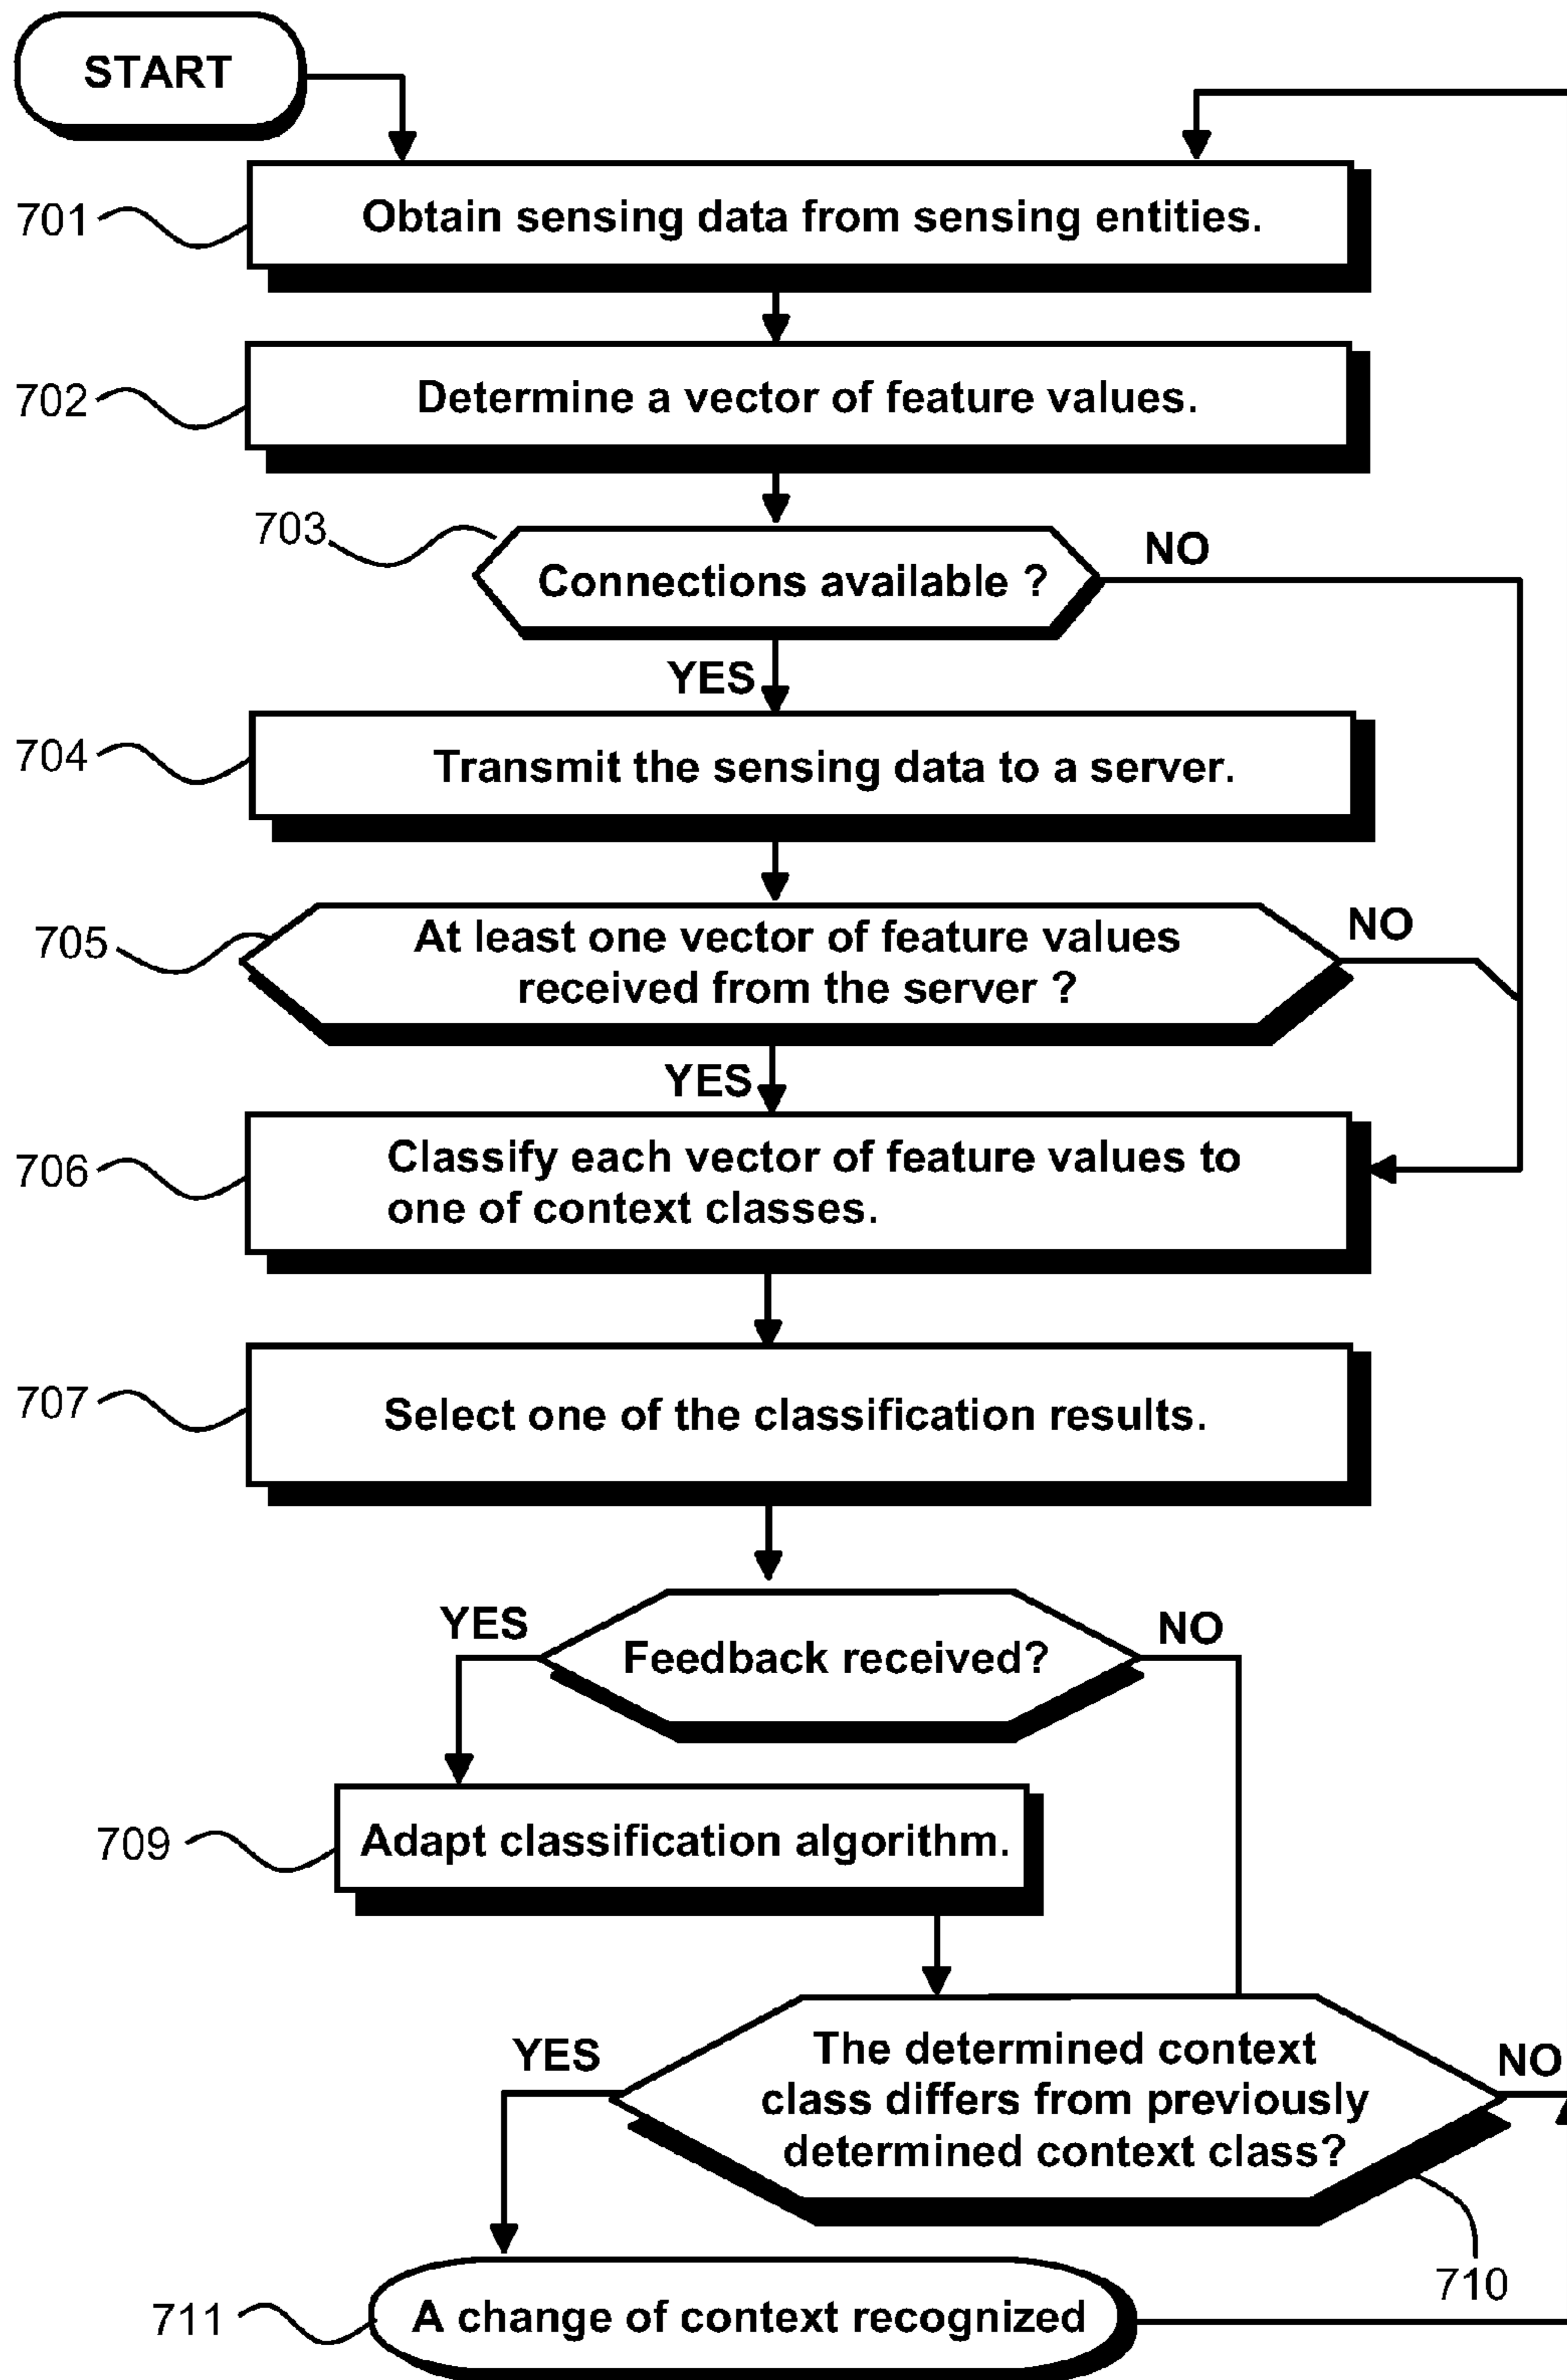 START
701
Obtain sensing data from sensing entities.
702
Determine a vector of feature values.
703
Connections available ?
NO
YES
704
Transmit the sensing data to a server.
705
At least one vector of feature values
received from the server ?
NO
YES
706
Classify each vector of feature values to
one of context classes.
707
Select one of the classification results.
YES
Feedback received?
NO
709
Adapt classification algorithm.
YES
The determined context
class differs from previously
determined context class?
NO
710
711
A change of context recognized